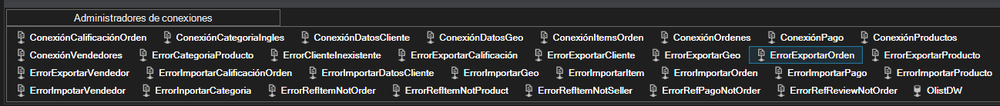 Administradores de conexiones
ConexiónCalificaciónOrden ConexiónCategoriaIngles ConexiónDatosCliente ConexiónDatosGeo ConexiónItemsOrden ConexiónOrdenes ConexiónPago ConexiónProductos
ConexiónVendedores ErrorCategoriaProducto ErrorClienteInexistente ErrorExportarCalificación ErrorExportarCliente ErrorExportarGeo ErrorExportarOrden ErrorExportarProducto
ErrorExportarVendedor ErrorImportarCalificaciónOrden ErrorImportarDatosCliente ErrorImportarGeo ErrorImportarItem ErrorImportarOrden ErrorImportarPago ErrorImportarProducto
ErrorImpotarVendedor ErrorInportarCategoria ErrorRefItemNotOrder ErrorRefItemNotProduct ErrorRefItemNotSeller ErrorRefPagoNotOrder ErrorRefReviewNotOrder OlistDW